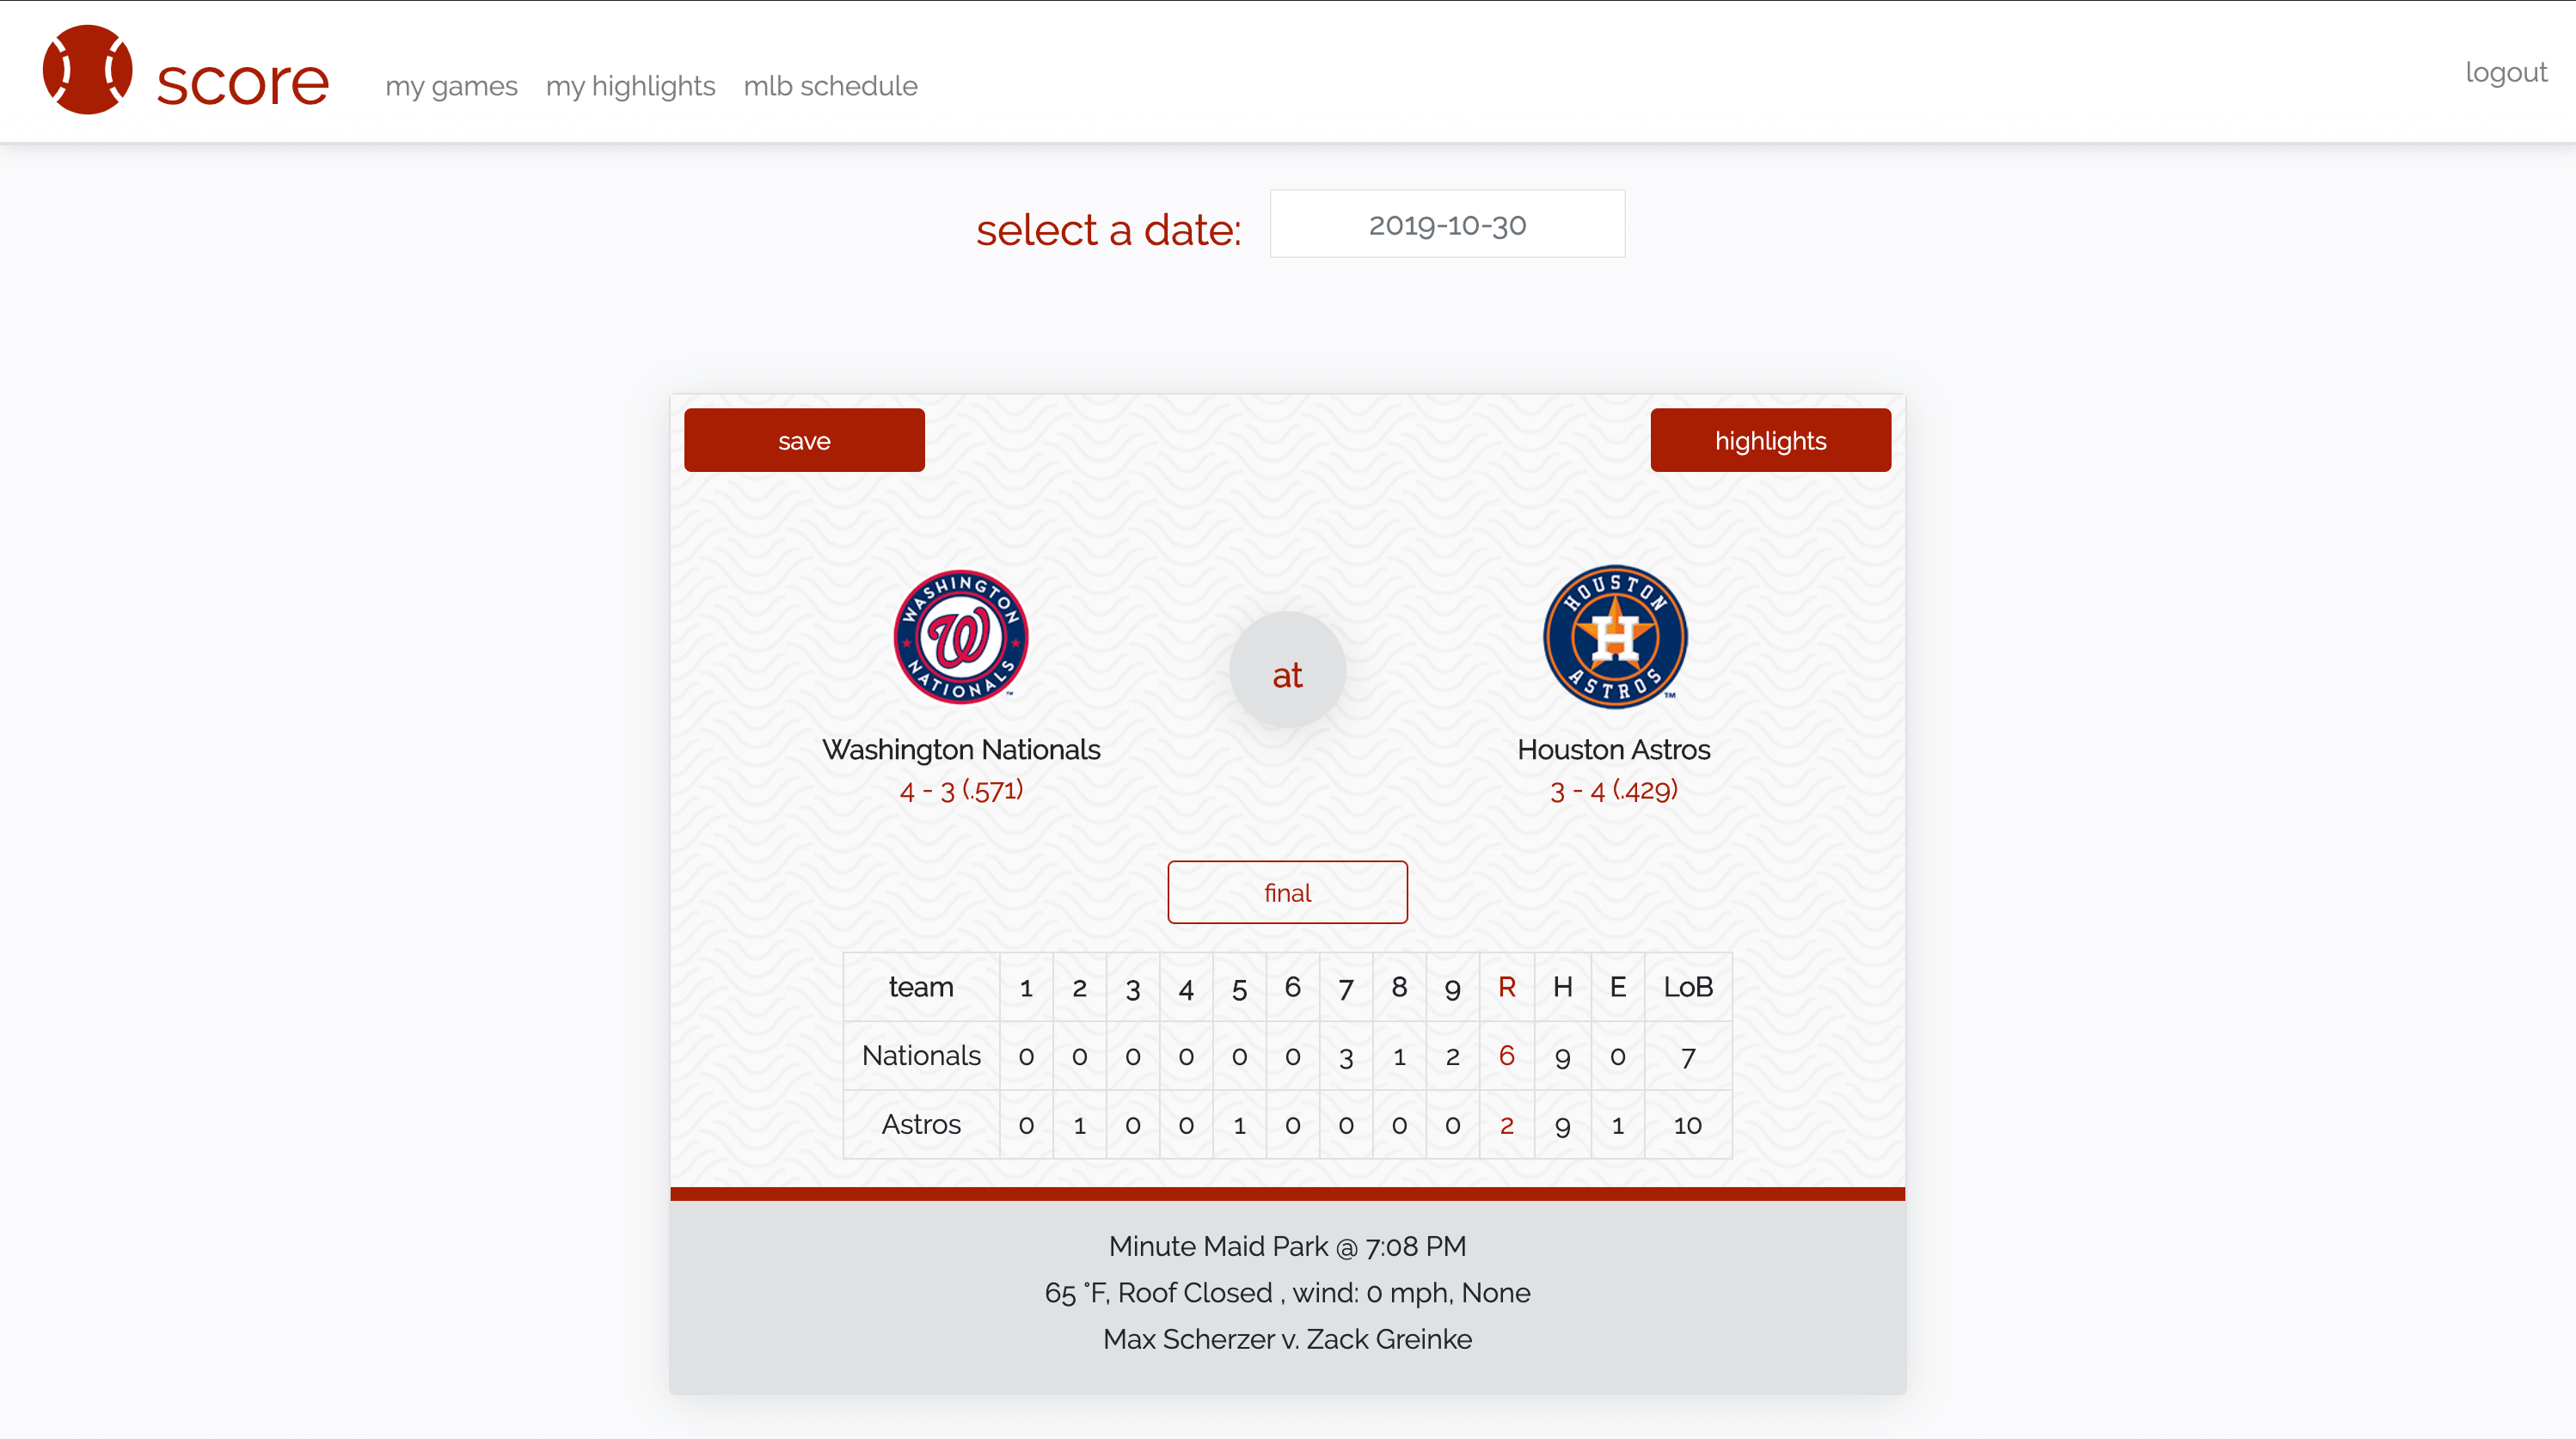 score my games my highlights mlb schedule logout
select a date: 2019-10-30
save highlights
WASHINGTON NATIONALS ™
at
HOUSTON ASTROS ™
Washington Nationals Houston Astros
4 - 3 (.571) 3 - 4 (.429)
final
team 1 2 3 4 5 6 7 8 9 R H E LoB
Nationals 0 0 0 0 0 0 3 1 2 6 9 0 7
Astros 0 1 0 0 1 0 0 0 0 2 9 1 10
Minute Maid Park @ 7:08 PM
65 °F, Roof Closed , wind: 0 mph, None
Max Scherzer v. Zack Greinke